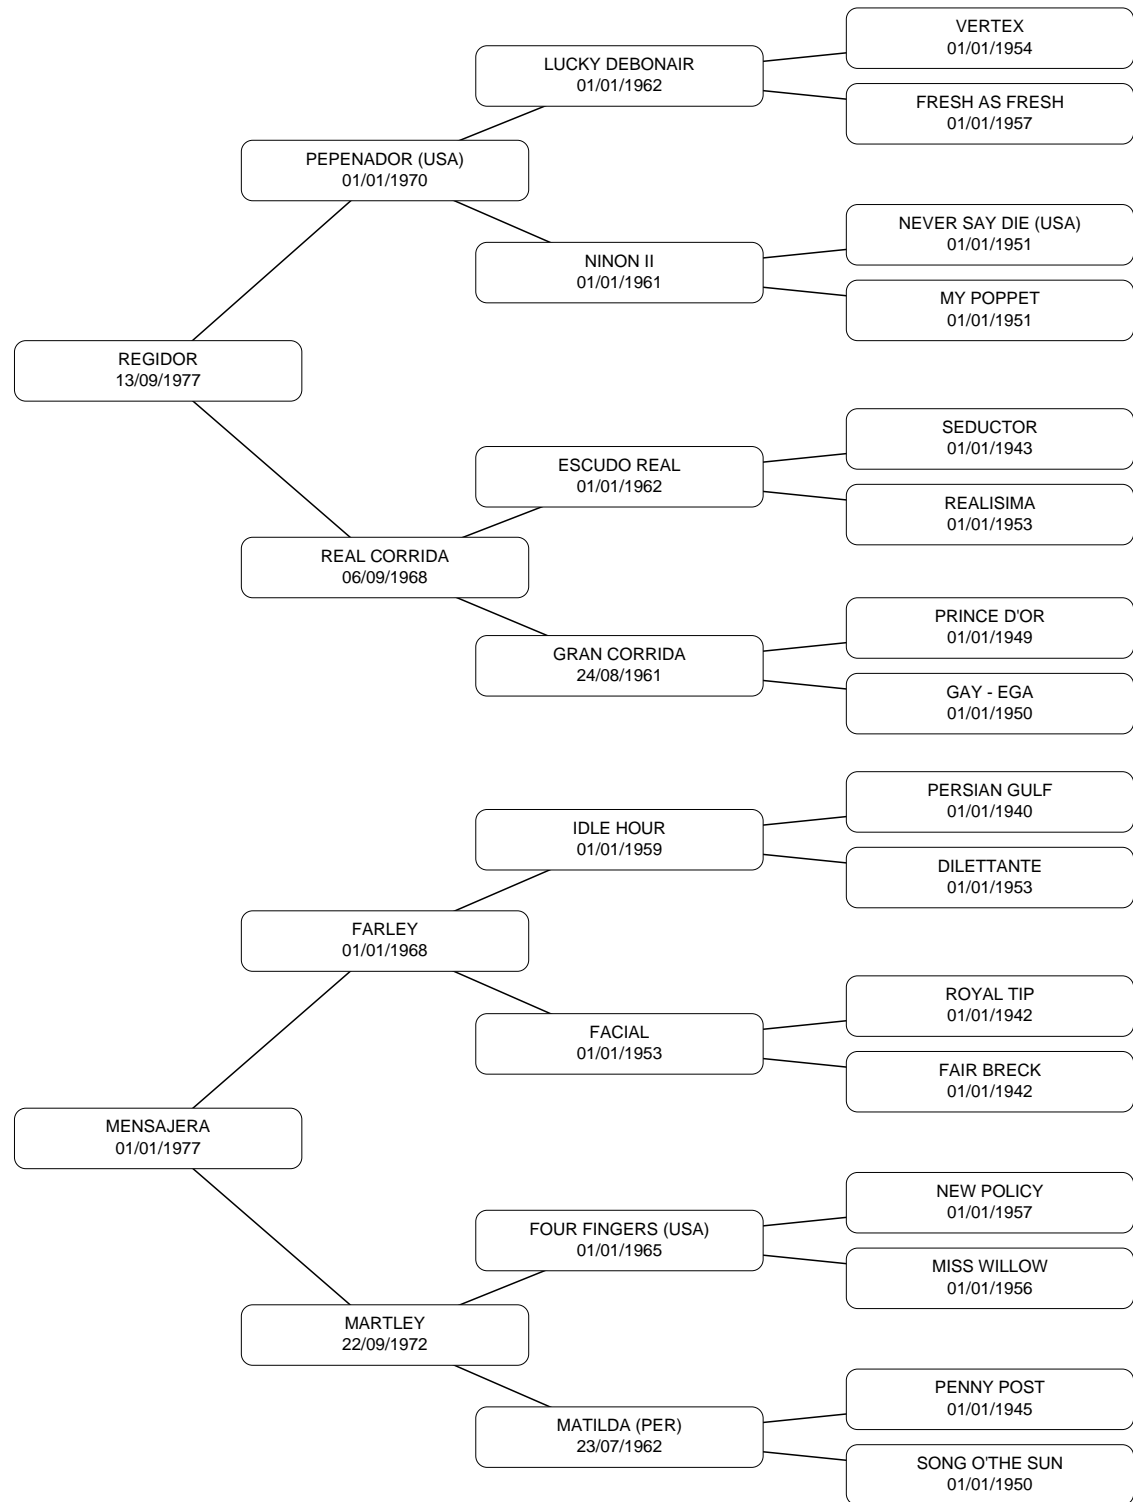 VERTEX
01/01/1954
LUCKY DEBONAIR
01/01/1962
FRESH AS FRESH
01/01/1957
PEPENADOR (USA)
01/01/1970
NEVER SAY DIE (USA)
01/01/1951
NINON II
01/01/1961
MY POPPET
01/01/1951
REGIDOR
13/09/1977
SEDUCTOR
01/01/1943
ESCUDO REAL
01/01/1962
REALISIMA
01/01/1953
REAL CORRIDA
06/09/1968
PRINCE D'OR
01/01/1949
GRAN CORRIDA
24/08/1961
GAY - EGA
01/01/1950
PERSIAN GULF
01/01/1940
IDLE HOUR
01/01/1959
DILETTANTE
01/01/1953
FARLEY
01/01/1968
ROYAL TIP
01/01/1942
FACIAL
01/01/1953
FAIR BRECK
01/01/1942
MENSAJERA
01/01/1977
NEW POLICY
01/01/1957
FOUR FINGERS (USA)
01/01/1965
MISS WILLOW
01/01/1956
MARTLEY
22/09/1972
PENNY POST
01/01/1945
MATILDA (PER)
23/07/1962
SONG O'THE SUN
01/01/1950